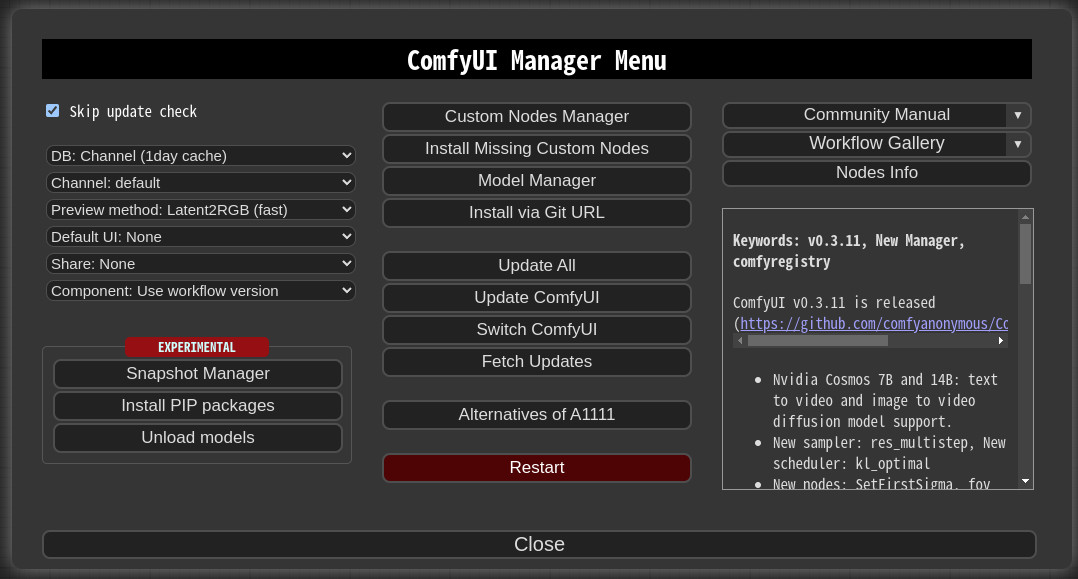 ComfyUI Manager Menu
Skip update check
DB: Channel (1day cache)
Channel: default
Preview method: Latent2RGB (fast)
Default UI: None
Share: None
Component: Use workflow version
EXPERIMENTAL
Snapshot Manager
Install PIP packages
Unload models
Custom Nodes Manager
Install Missing Custom Nodes
Model Manager
Install via Git URL
Update All
Update ComfyUI
Switch ComfyUI
Fetch Updates
Alternatives of A1111
Restart
Community Manual
Workflow Gallery
Nodes Info
Keywords: v0.3.11, New Manager,
comfyregistry
ComfyUI v0.3.11 is released
(https://github.com/comfyanonymous/Co
• Nvidia Cosmos 7B and 14B: text
to video and image to video
diffusion model support.
• New sampler: res_multistep, New
scheduler: kl_optimal
• New nodes: SetFirstSigma, fov
Close